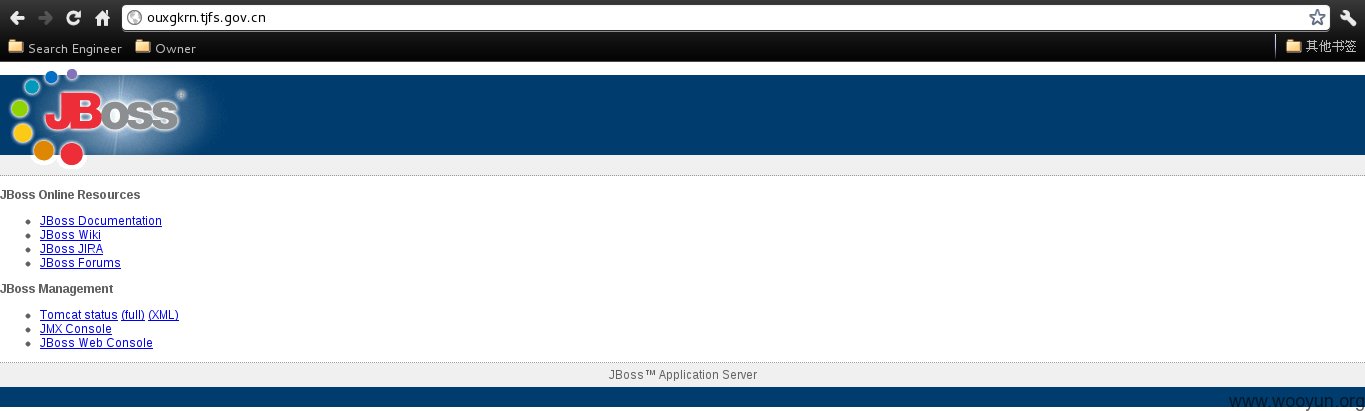 ouxgkrn.tjfs.gov.cn
Search Engineer Owner 其他书签
JBoss
JBoss Online Resources
JBoss Documentation
JBoss Wiki
JBoss JIRA
JBoss Forums
JBoss Management
Tomcat status (full) (XML)
JMX Console
JBoss Web Console
JBoss™ Application Server
www.wooyun.org